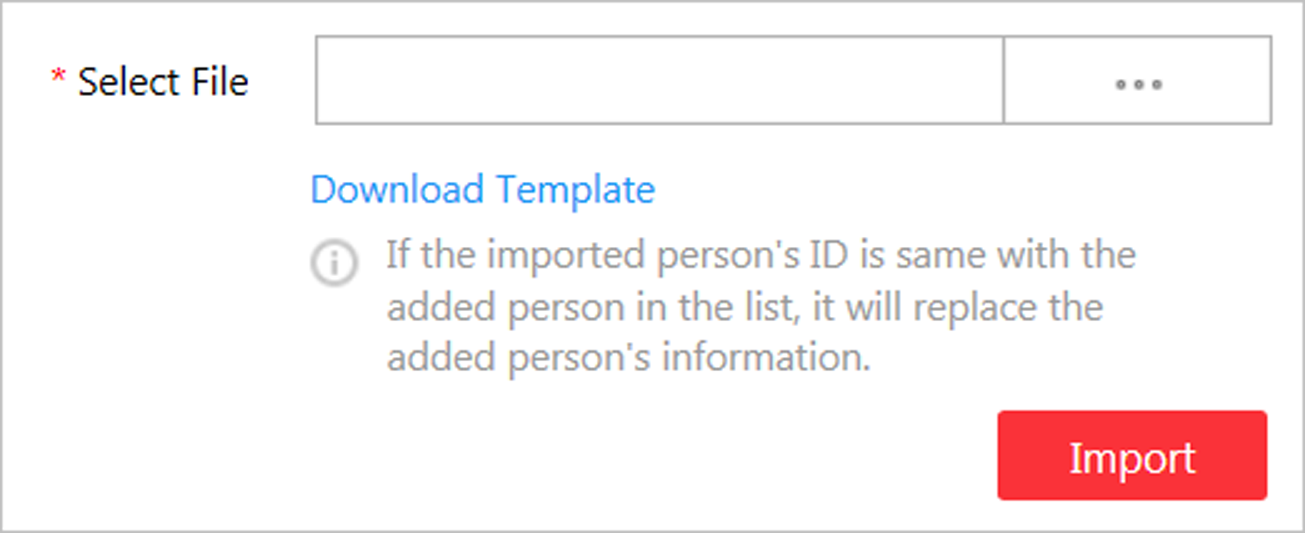 * Select File
Download Template
If the imported person's ID is same with the
added person in the list, it will replace the
added person's information.
Import